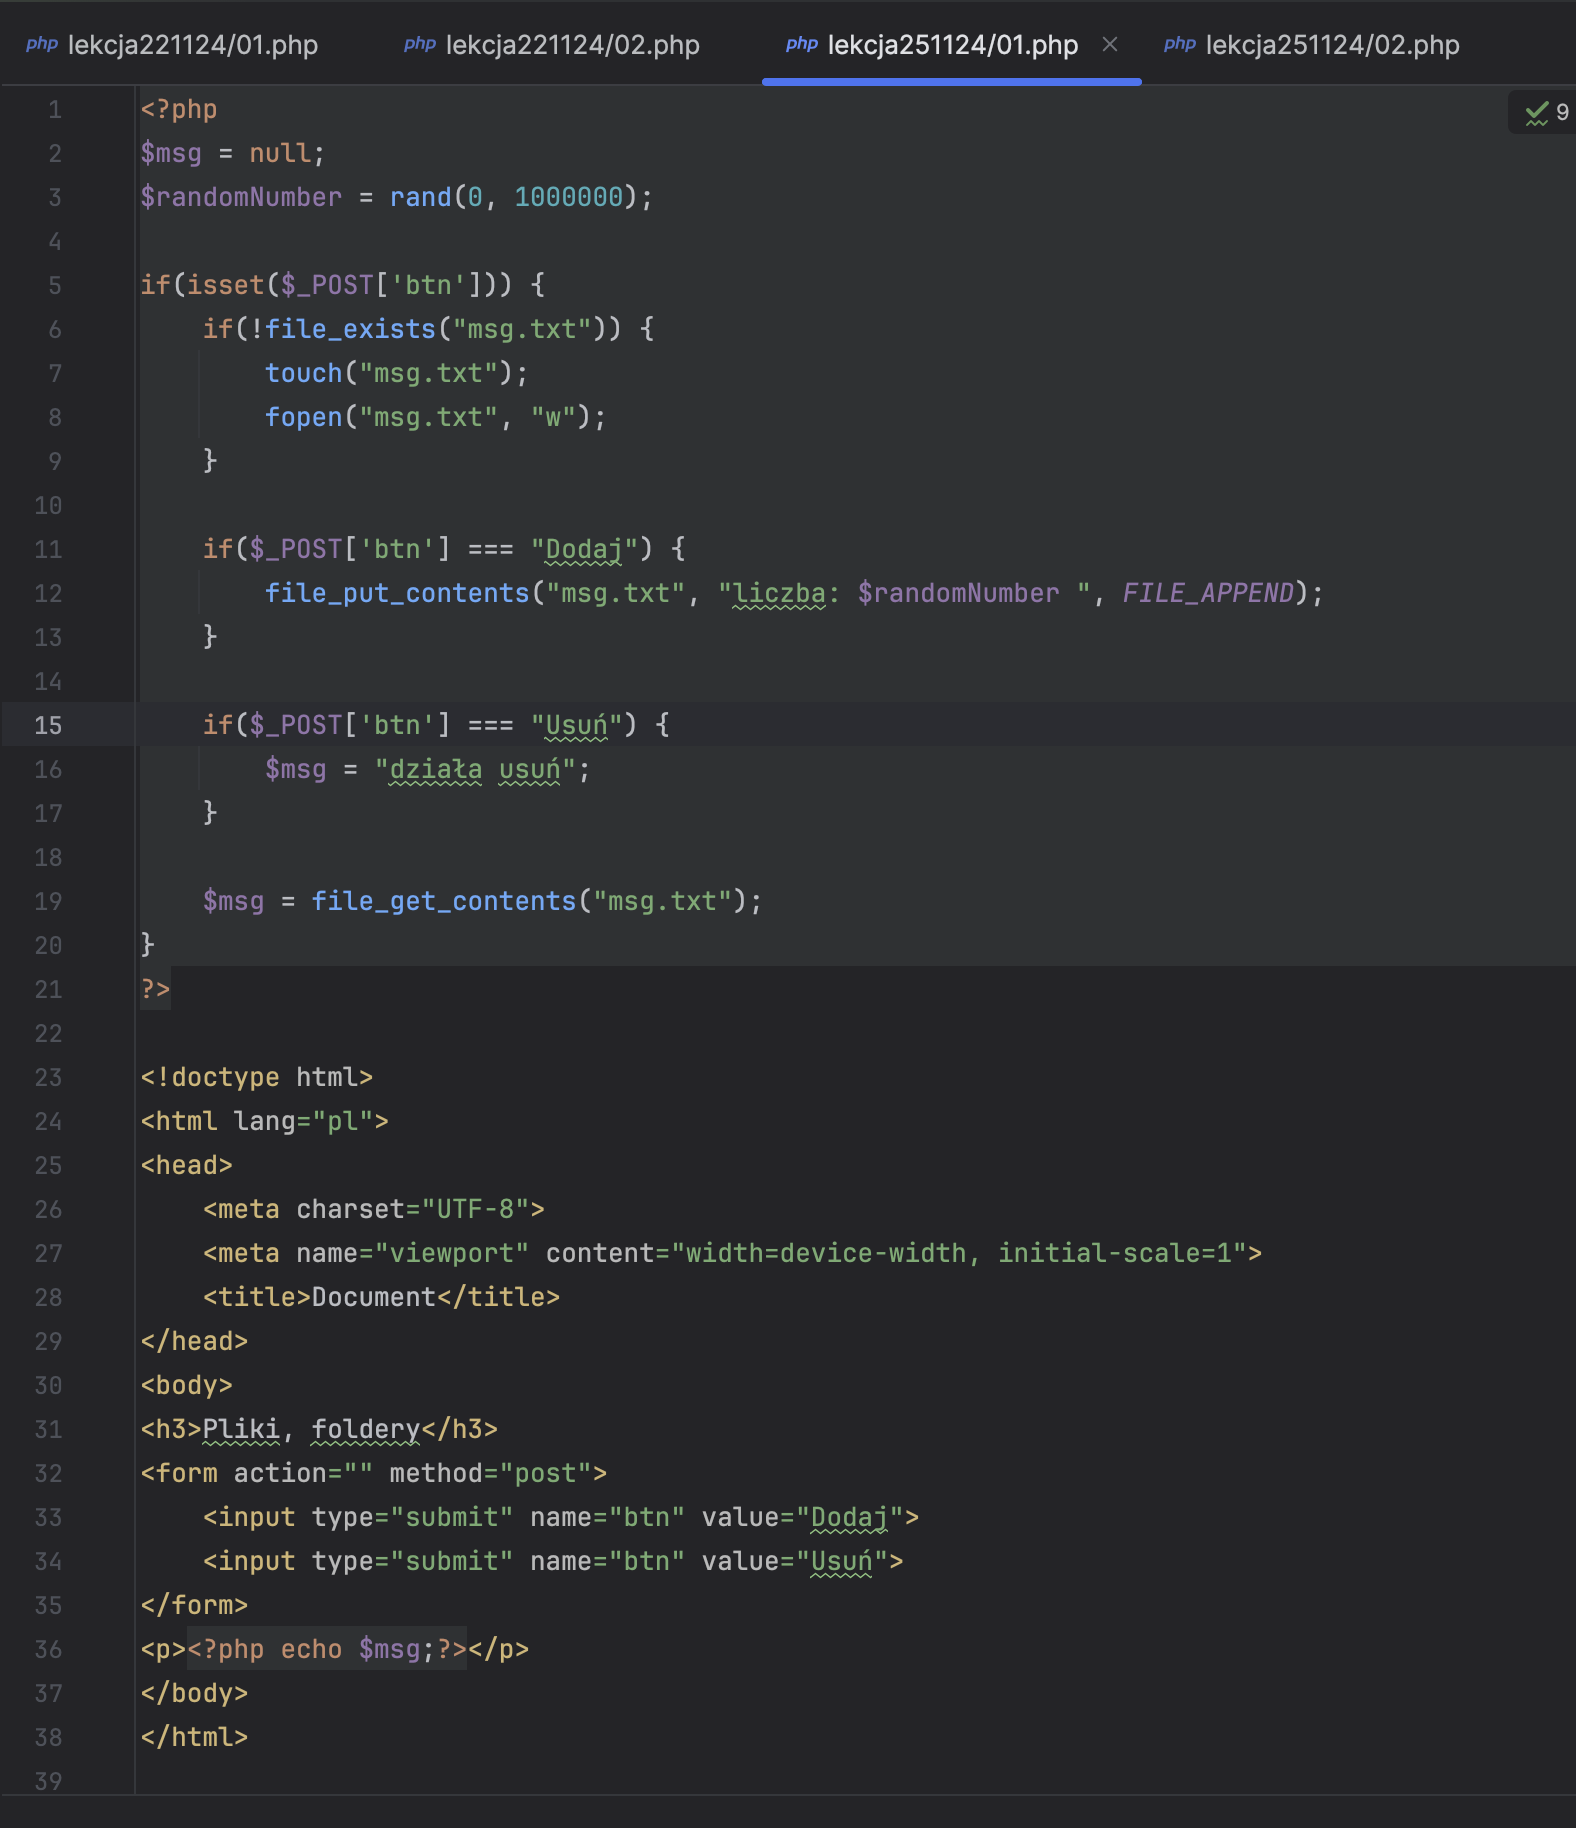 php lekcja221124/01.php php lekcja221124/02.php php lekcja251124/01.php × php lekcja251124/02.php
9
1 <?php
2 $msg = null;
3 $randomNumber = rand(0, 1000000);
4
5 if(isset($_POST['btn'])) {
6     if(!file_exists("msg.txt")) {
7         touch("msg.txt");
8         fopen("msg.txt", "w");
9     }
10
11     if($_POST['btn'] === "Dodaj") {
12         file_put_contents("msg.txt", "liczba: $randomNumber ", FILE_APPEND);
13     }
14
15     if($_POST['btn'] === "Usuń") {
16         $msg = "działa usuń";
17     }
18
19     $msg = file_get_contents("msg.txt");
20 }
21 ?>
22
23 <!doctype html>
24 <html lang="pl">
25 <head>
26     <meta charset="UTF-8">
27     <meta name="viewport" content="width=device-width, initial-scale=1">
28     <title>Document</title>
29 </head>
30 <body>
31 <h3>Pliki, foldery</h3>
32 <form action="" method="post">
33     <input type="submit" name="btn" value="Dodaj">
34     <input type="submit" name="btn" value="Usuń">
35 </form>
36 <p><?php echo $msg;?></p>
37 </body>
38 </html>
39